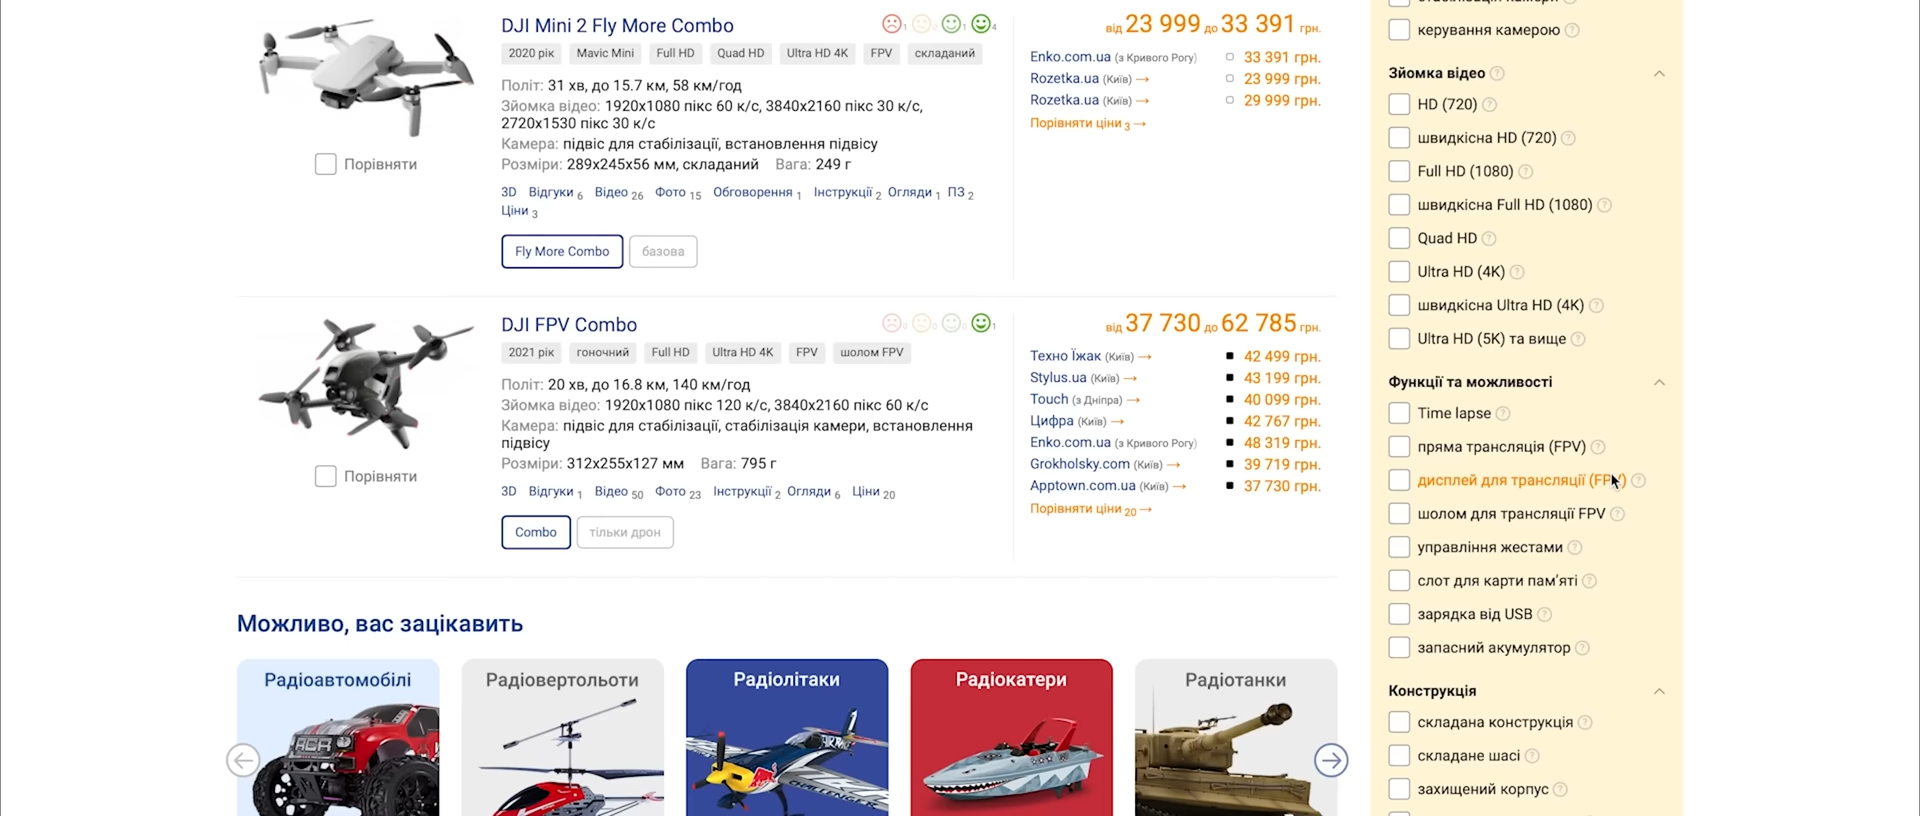 DJI Mini 2 Fly More Combo
1 0 1 4
2020 рік Mavic Mini Full HD Quad HD Ultra HD 4K FPV складаний
Політ: 31 хв, до 15.7 км, 58 км/год
Зйомка відео: 1920x1080 пікс 60 к/с, 3840x2160 пікс 30 к/с,
2720x1530 пікс 30 к/с
Камера: підвіс для стабілізації, встановлення підвісу
Розміри: 289x245x56 мм, складаний Вага: 249 г
3D Відгуки 6 Відео 26 Фото 15 Обговорення 1 Інструкції 2 Огляди 1 ПЗ 2
Ціни 3
Fly More Combo базова
Порівняти
від 23 999 до 33 391 грн.
Enko.com.ua (з Кривого Рогу) 33 391 грн.
Rozetka.ua (Київ) → 23 999 грн.
Rozetka.ua (Київ) → 29 999 грн.
Порівняти ціни 3 →
DJI FPV Combo
0 0 0 1
2021 рік гоночний Full HD Ultra HD 4K FPV шолом FPV
Політ: 20 хв, до 16.8 км, 140 км/год
Зйомка відео: 1920x1080 пікс 120 к/с, 3840x2160 пікс 60 к/с
Камера: підвіс для стабілізації, стабілізація камери, встановлення
підвісу
Розміри: 312x255x127 мм Вага: 795 г
3D Відгуки 1 Відео 50 Фото 23 Інструкції 2 Огляди 6 Ціни 20
Combo тільки дрон
Порівняти
від 37 730 до 62 785 грн.
Техно Їжак (Київ) → 42 499 грн.
Stylus.ua (Київ) → 43 199 грн.
Touch (з Дніпра) → 40 099 грн.
Цифра (Київ) → 42 767 грн.
Enko.com.ua (з Кривого Рогу) 48 319 грн.
Grokholsky.com (Київ) → 39 719 грн.
Apptown.com.ua (Київ) → 37 730 грн.
Порівняти ціни 20 →
Можливо, вас зацікавить
Радіоавтомобілі
Радіовертольоти
Радіолітаки
Радіокатери
Радіотанки
керування камерою
Зйомка відео
HD (720)
швидкісна HD (720)
Full HD (1080)
швидкісна Full HD (1080)
Quad HD
Ultra HD (4K)
швидкісна Ultra HD (4K)
Ultra HD (5K) та вище
Функції та можливості
Time lapse
пряма трансляція (FPV)
дисплей для трансляції (FPV)
шолом для трансляції FPV
управління жестами
слот для карти пам'яті
зарядка від USB
запасний акумулятор
Конструкція
складана конструкція
складане шасі
захищений корпус